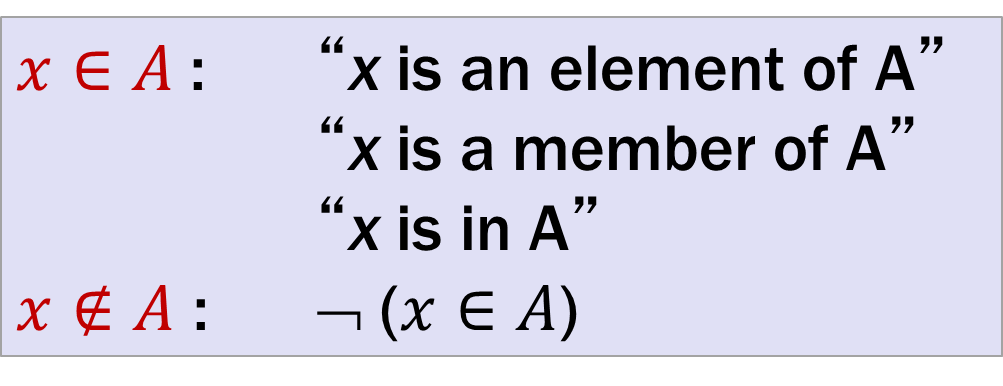 x ∈ A : “x is an element of A”
“x is a member of A”
“x is in A”
x ∉ A : ¬ (x ∈ A)